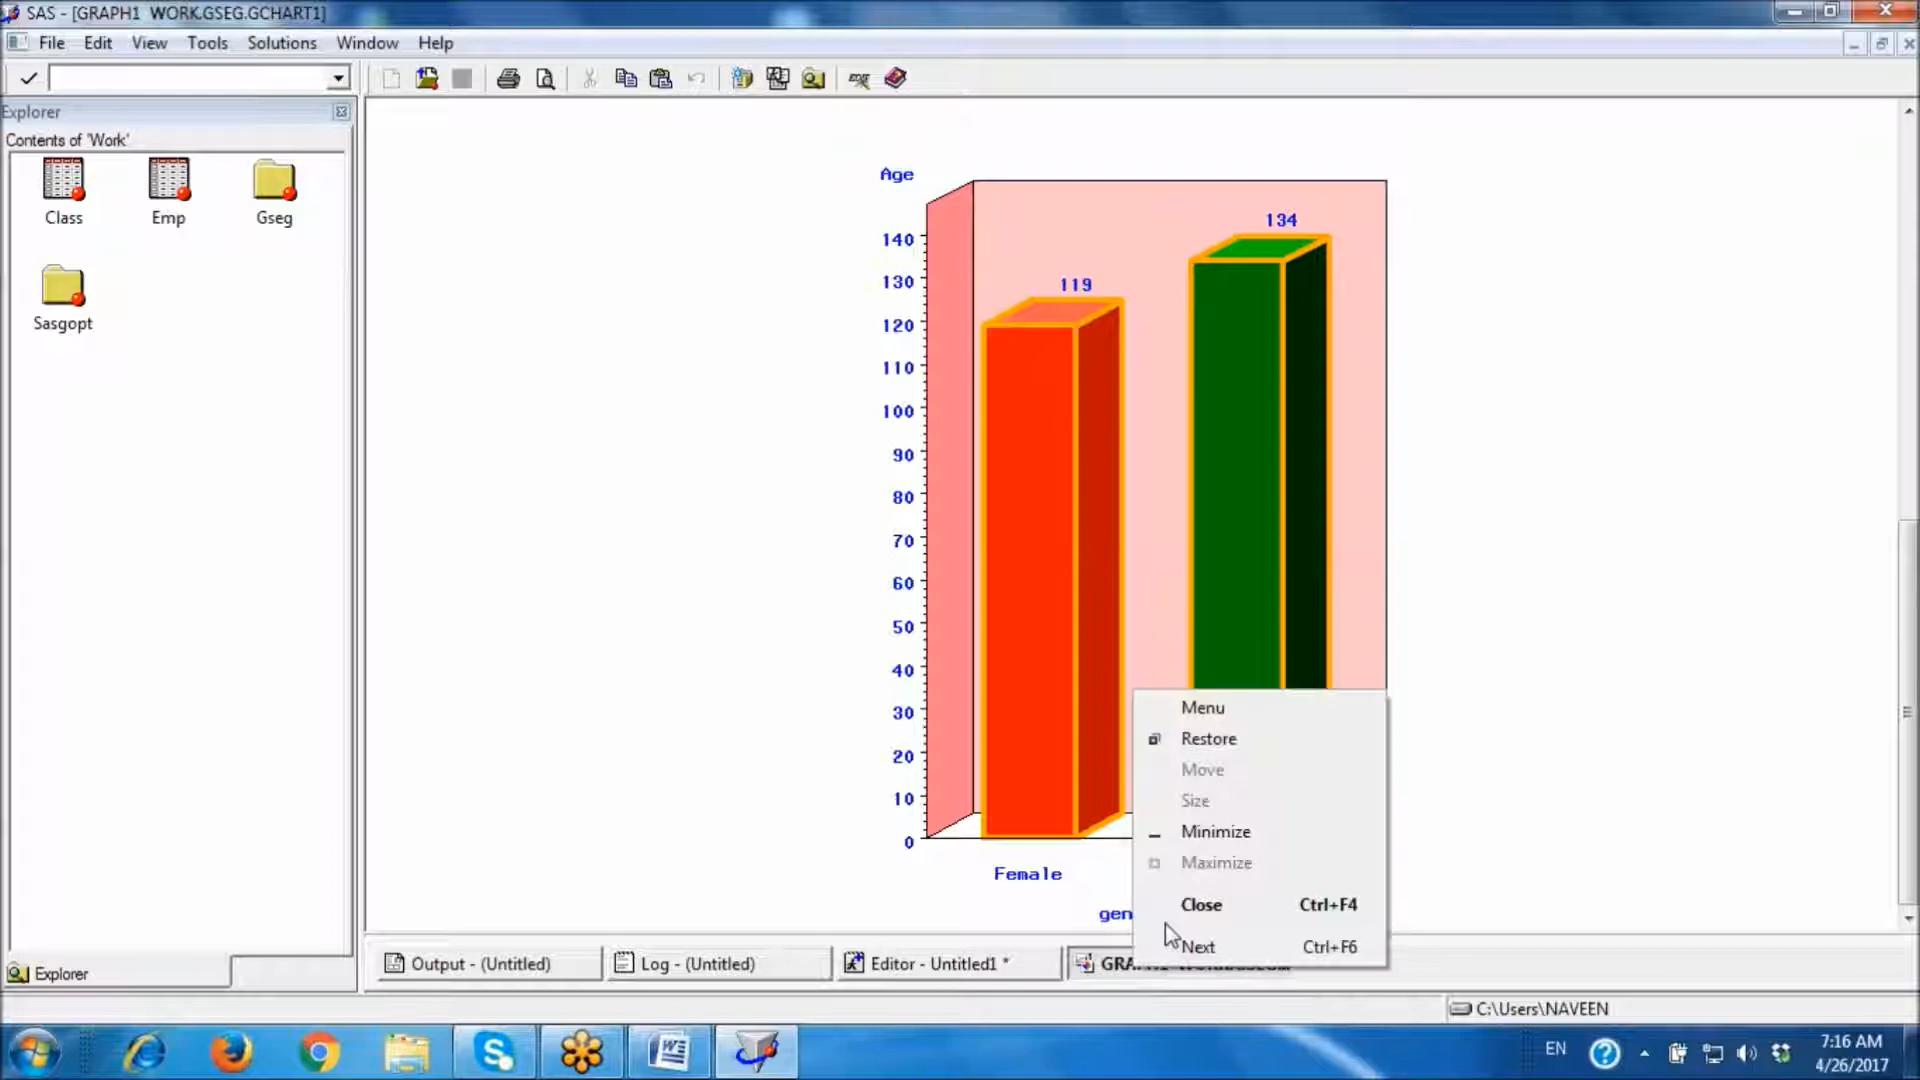 SAS - [GRAPH1 WORK.GSEG.GCHART1]
File Edit View Tools Solutions Window Help
Explorer
Contents of 'Work'
Class Emp Gseg
Sasgopt
Age
140
130
120
110
100
90
80
70
60
50
40
30
20
10
0
119
134
Female
gen
Menu
Restore
Move
Size
Minimize
Maximize
Close Ctrl+F4
Next Ctrl+F6
Explorer
Output - (Untitled) Log - (Untitled) Editor - Untitled1 *
C:\Users\NAVEEN
EN 7:16 AM
4/26/2017